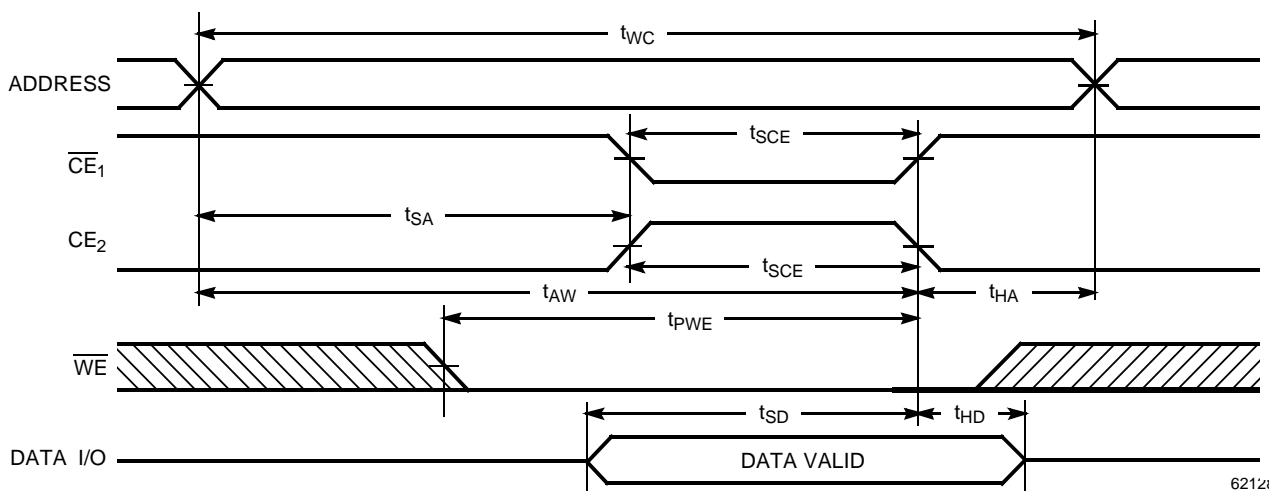 tWC
ADDRESS
tSCE
CE1
tSA
CE2
tSCE
tAW
tHA
tPWE
WE
tSD
tHD
DATA I/O
DATA VALID